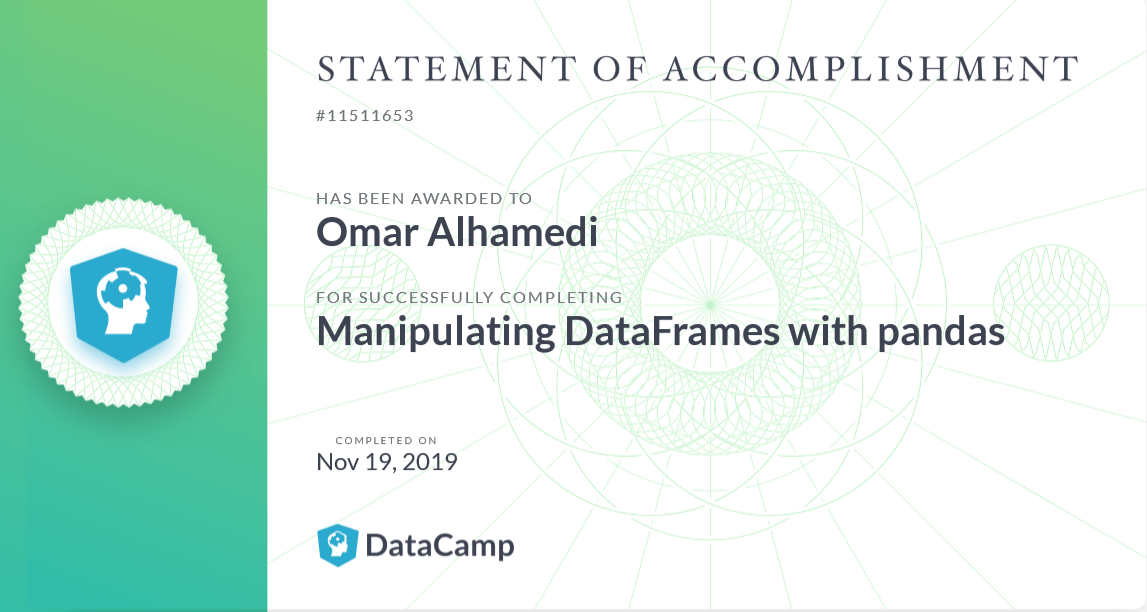 STATEMENT OF ACCOMPLISHMENT
#11511653
HAS BEEN AWARDED TO
Omar Alhamedi
FOR SUCCESSFULLY COMPLETING
Manipulating DataFrames with pandas
COMPLETED ON
Nov 19, 2019
DataCamp